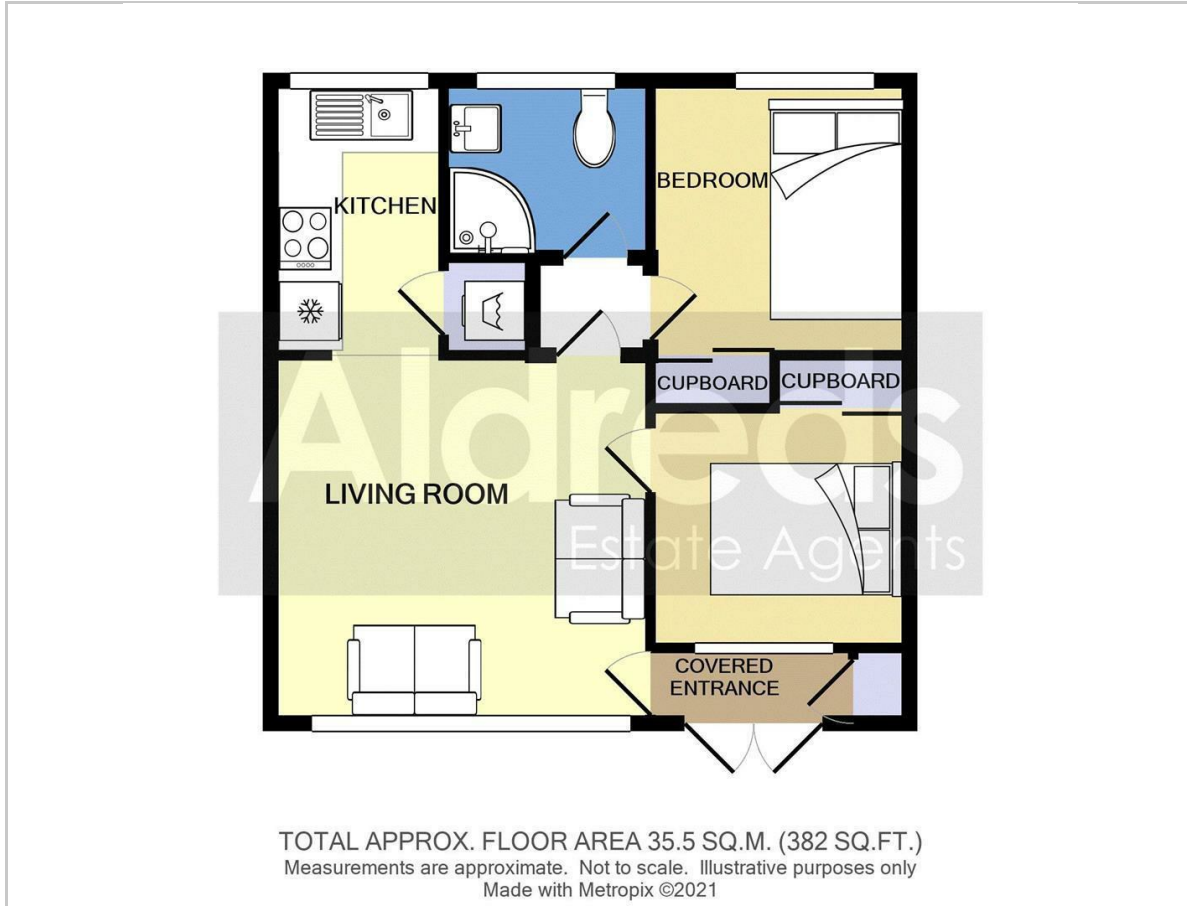 KITCHEN
BEDROOM
CUPBOARD
CUPBOARD
LIVING ROOM
Aldreds
Estate Agents
COVERED
ENTRANCE
TOTAL APPROX. FLOOR AREA 35.5 SQ.M. (382 SQ.FT.)
Measurements are approximate. Not to scale. Illustrative purposes only
Made with Metropix ©2021